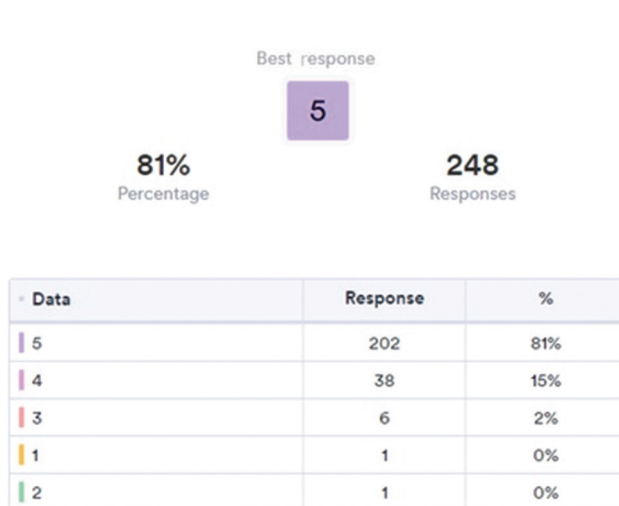 Best response
5
81% 248
Percentage Responses
Data Response %
5 202 81%
4 38 15%
3 6 2%
1 1 0%
2 1 0%